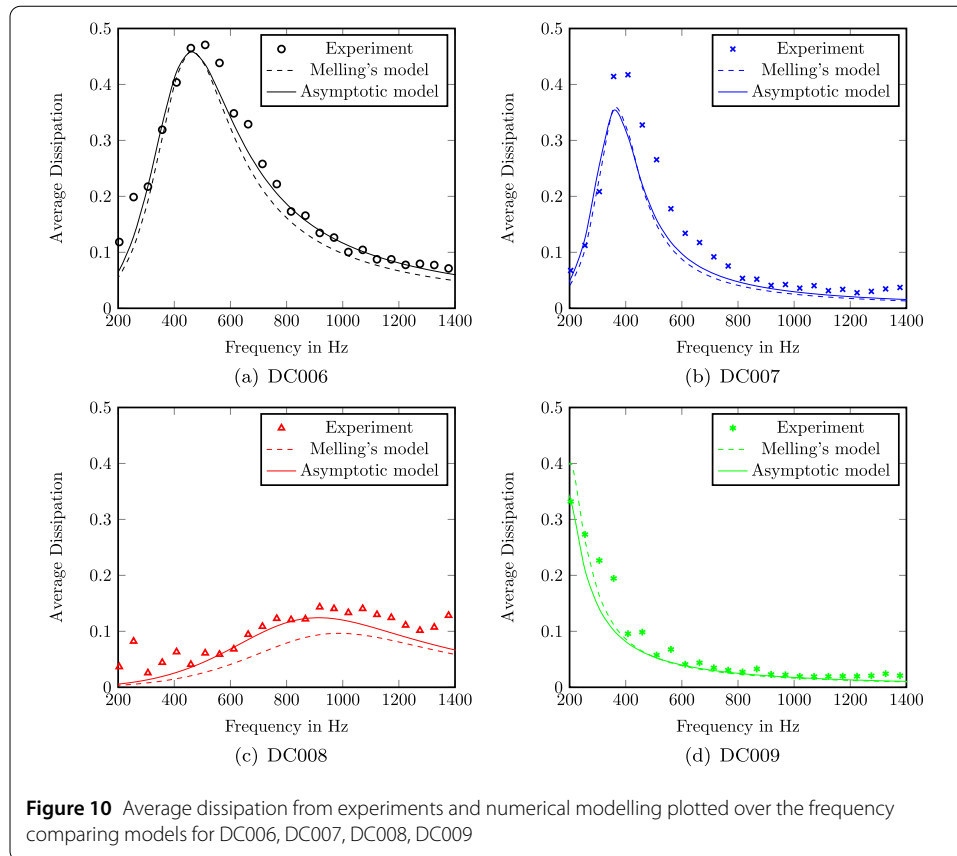 0.5
0.4
0.3
0.2
0.1
0
Average Dissipation
Experiment
Melling's model
Asymptotic model
200 400 600 800 1000 1200 1400
Frequency in Hz
(a) DC006
0.5
0.4
0.3
0.2
0.1
0
Average Dissipation
Experiment
Melling's model
Asymptotic model
200 400 600 800 1000 1200 1400
Frequency in Hz
(b) DC007
0.5
0.4
0.3
0.2
0.1
0
Average Dissipation
Experiment
Melling's model
Asymptotic model
200 400 600 800 1000 1200 1400
Frequency in Hz
(c) DC008
0.5
0.4
0.3
0.2
0.1
0
Average Dissipation
Experiment
Melling's model
Asymptotic model
200 400 600 800 1000 1200 1400
Frequency in Hz
(d) DC009
Figure 10 Average dissipation from experiments and numerical modelling plotted over the frequency
comparing models for DC006, DC007, DC008, DC009